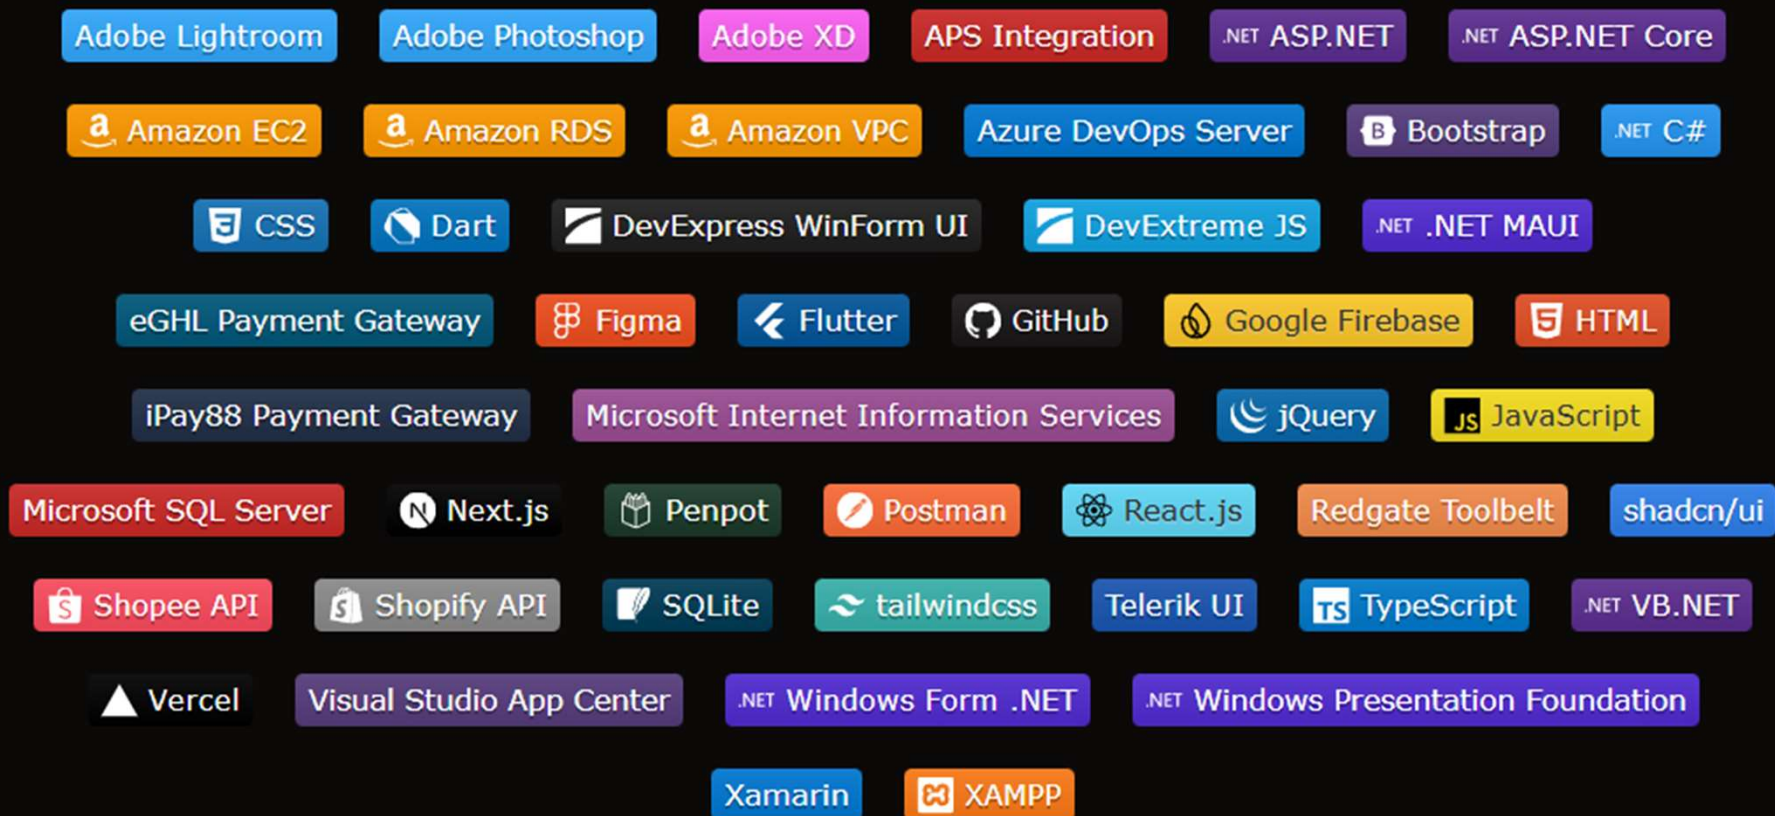 Adobe Lightroom Adobe Photoshop Adobe XD APS Integration .NET ASP.NET .NET ASP.NET Core
a Amazon EC2 a Amazon RDS a Amazon VPC Azure DevOps Server B Bootstrap .NET C#
3 CSS Dart DevExpress WinForm UI DevExtreme JS .NET .NET MAUI
eGHL Payment Gateway Figma Flutter GitHub Google Firebase 5 HTML
iPay88 Payment Gateway Microsoft Internet Information Services jQuery JS JavaScript
Microsoft SQL Server N Next.js Penpot Postman React.js Redgate Toolbelt shadcn/ui
S Shopee API S Shopify API SQLite tailwindcss Telerik UI TS TypeScript .NET VB.NET
Vercel Visual Studio App Center .NET Windows Form .NET .NET Windows Presentation Foundation
Xamarin XAMPP